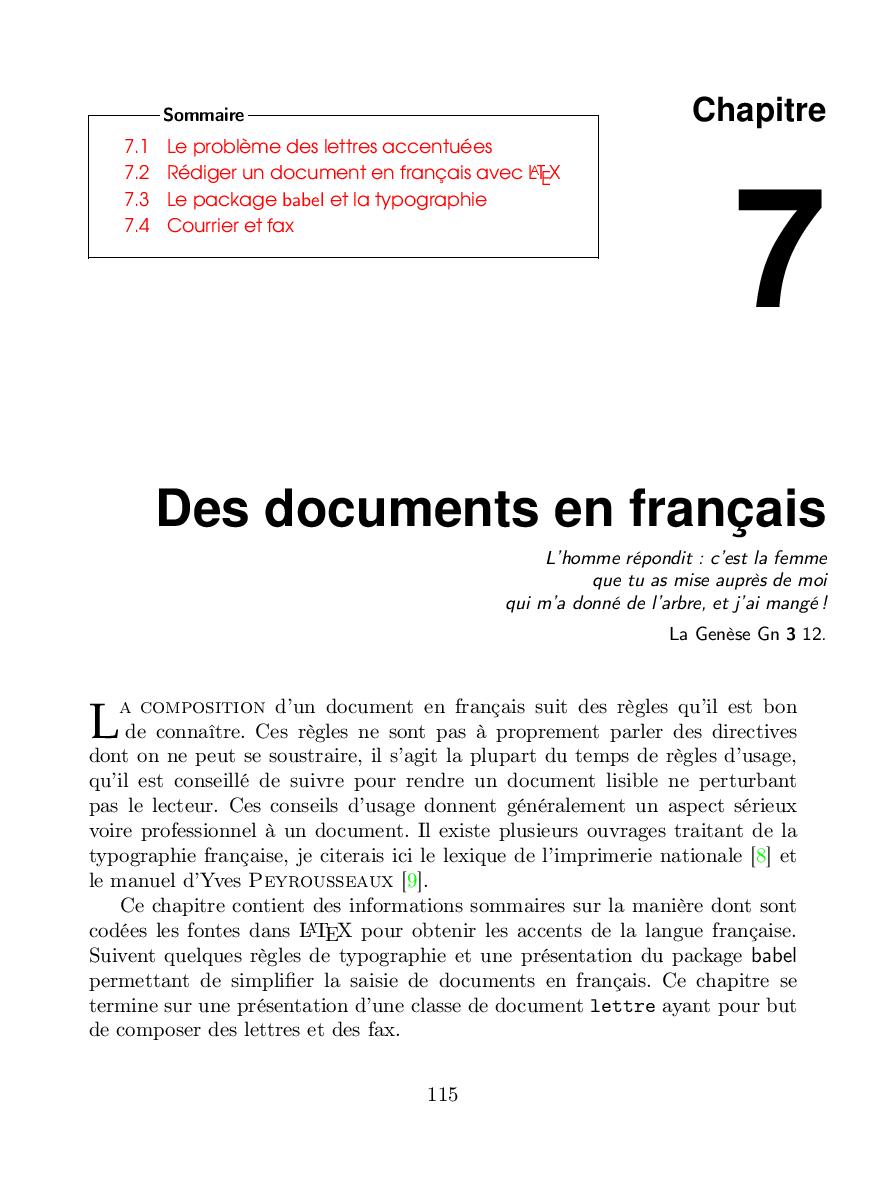 Sommaire
7.1 Le problème des lettres accentuées
7.2 Rédiger un document en français avec LATEX
7.3 Le package babel et la typographie
7.4 Courrier et fax
Chapitre
7
Des documents en français
L'homme répondit : c'est la femme
que tu as mise auprès de moi
qui m'a donné de l'arbre, et j'ai mangé !
La Genèse Gn 3 12.
LA COMPOSITION d'un document en français suit des règles qu'il est bon
de connaître. Ces règles ne sont pas à proprement parler des directives
dont on ne peut se soustraire, il s'agit la plupart du temps de règles d'usage,
qu'il est conseillé de suivre pour rendre un document lisible ne perturbant
pas le lecteur. Ces conseils d'usage donnent généralement un aspect sérieux
voire professionnel à un document. Il existe plusieurs ouvrages traitant de la
typographie française, je citerais ici le lexique de l'imprimerie nationale [8] et
le manuel d'Yves PEYROUSSEAUX [9].
Ce chapitre contient des informations sommaires sur la manière dont sont
codées les fontes dans LATEX pour obtenir les accents de la langue française.
Suivent quelques règles de typographie et une présentation du package babel
permettant de simplifier la saisie de documents en français. Ce chapitre se
termine sur une présentation d'une classe de document lettre ayant pour but
de composer des lettres et des fax.
115